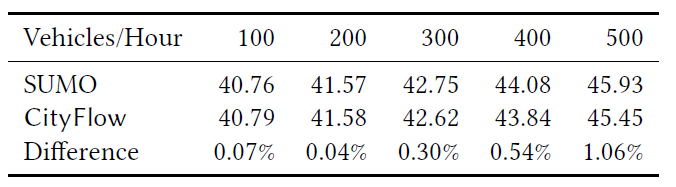 Vehicles/Hour 100 200 300 400 500
SUMO 40.76 41.57 42.75 44.08 45.93
CityFlow 40.79 41.58 42.62 43.84 45.45
Difference 0.07% 0.04% 0.30% 0.54% 1.06%